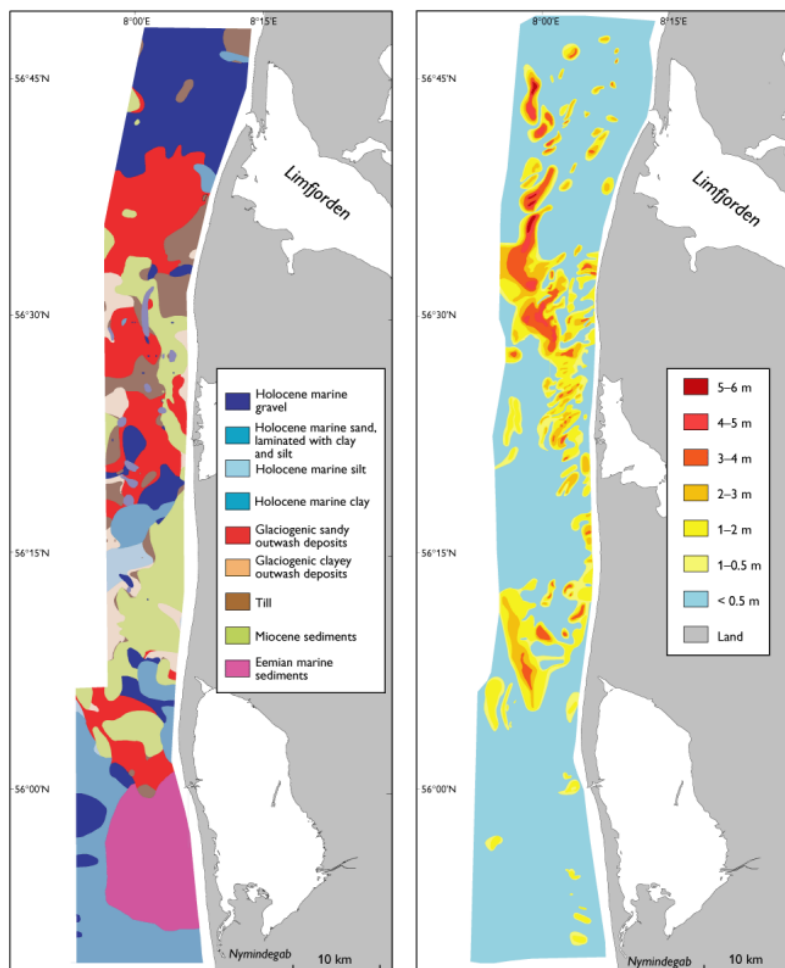 8°00'E
8°15'E
56°45'N
Limfjorden
56°30'N
Holocene marine
gravel
Holocene marine sand,
laminated with clay
and silt
Holocene marine silt
Holocene marine clay
Glaciogenic sandy
outwash deposits
Glaciogenic clayey
outwash deposits
Till
Miocene sediments
Eemian marine
sediments
56°15'N
56°00'N
Nymindegab
10 km
8°00'E
8°15'E
56°45'N
Limfjorden
56°30'N
5–6 m
4–5 m
3–4 m
2–3 m
1–2 m
1–0.5 m
< 0.5 m
Land
56°15'N
56°00'N
Nymindegab
10 km